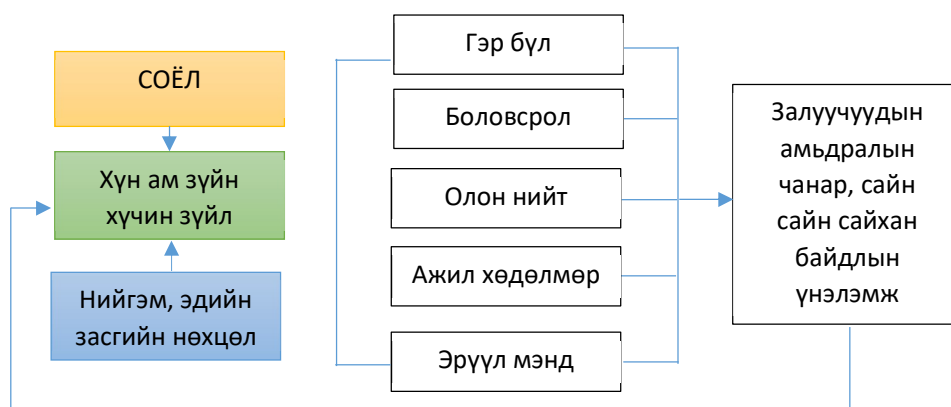 СОЁЛ
Хүн ам зүйн
хүчин зүйл
Нийгэм, эдийн
засгийн нөхцөл
Гэр бүл
Боловсрол
Олон нийт
Ажил хөдөлмөр
Эрүүл мэнд
Залуучуудын
амьдралын
чанар, сайн
сайн сайхан
байдлын
үнэлэмж